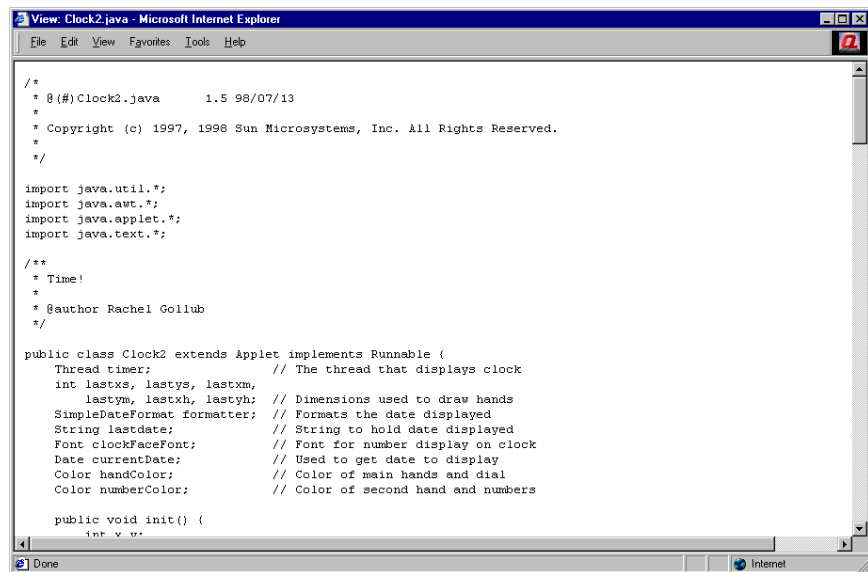 View: Clock2.java - Microsoft Internet Explorer
File Edit View Favorites Tools Help
/*
 * @(#)Clock2.java      1.5 98/07/13
 *
 * Copyright (c) 1997, 1998 Sun Microsystems, Inc. All Rights Reserved.
 *
 */
import java.util.*;
import java.awt.*;
import java.applet.*;
import java.text.*;
/**
 * Time!
 *
 * @author Rachel Gollub
 */
public class Clock2 extends Applet implements Runnable {
    Thread timer;                // The thread that displays clock
    int lastxs, lastys, lastxm,
        lastym, lastxh, lastyh;  // Dimensions used to draw hands
    SimpleDateFormat formatter;  // Formats the date displayed
    String lastdate;             // String to hold date displayed
    Font clockFaceFont;          // Font for number display on clock
    Date currentDate;            // Used to get date to display
    Color handColor;             // Color of main hands and dial
    Color numberColor;           // Color of second hand and numbers
    public void init() {
        int x,y;
Done Internet